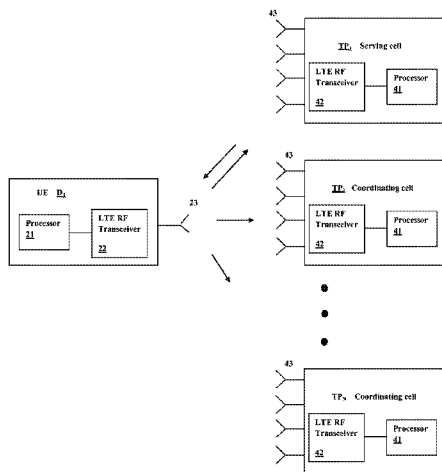 43
TP₁ Serving cell
LTE RF
Transceiver
42
Processor
41
UE D₁
Processor
21
LTE RF
Transceiver
22
23
43
TP₂ Coordinating cell
LTE RF
Transceiver
42
Processor
41
43
TPN Coordinating cell
LTE RF
Transceiver
42
Processor
41